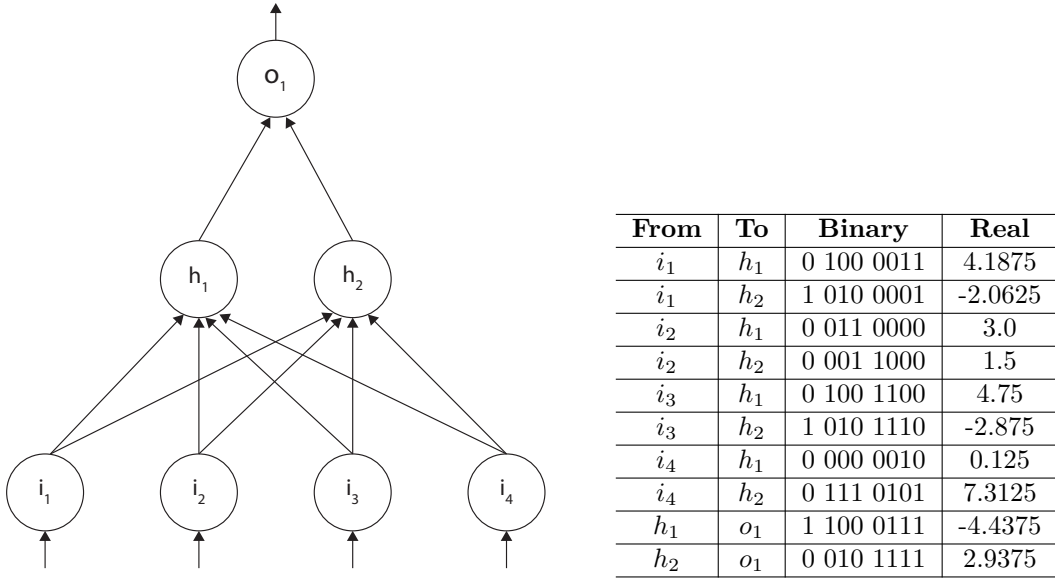 o₁
h₁ h₂
i₁ i₂ i₃ i₄
From To Binary Real
i₁ h₁ 0 100 0011 4.1875
i₁ h₂ 1 010 0001 -2.0625
i₂ h₁ 0 011 0000 3.0
i₂ h₂ 0 001 1000 1.5
i₃ h₁ 0 100 1100 4.75
i₃ h₂ 1 010 1110 -2.875
i₄ h₁ 0 000 0010 0.125
i₄ h₂ 0 111 0101 7.3125
h₁ o₁ 1 100 0111 -4.4375
h₂ o₁ 0 010 1111 2.9375